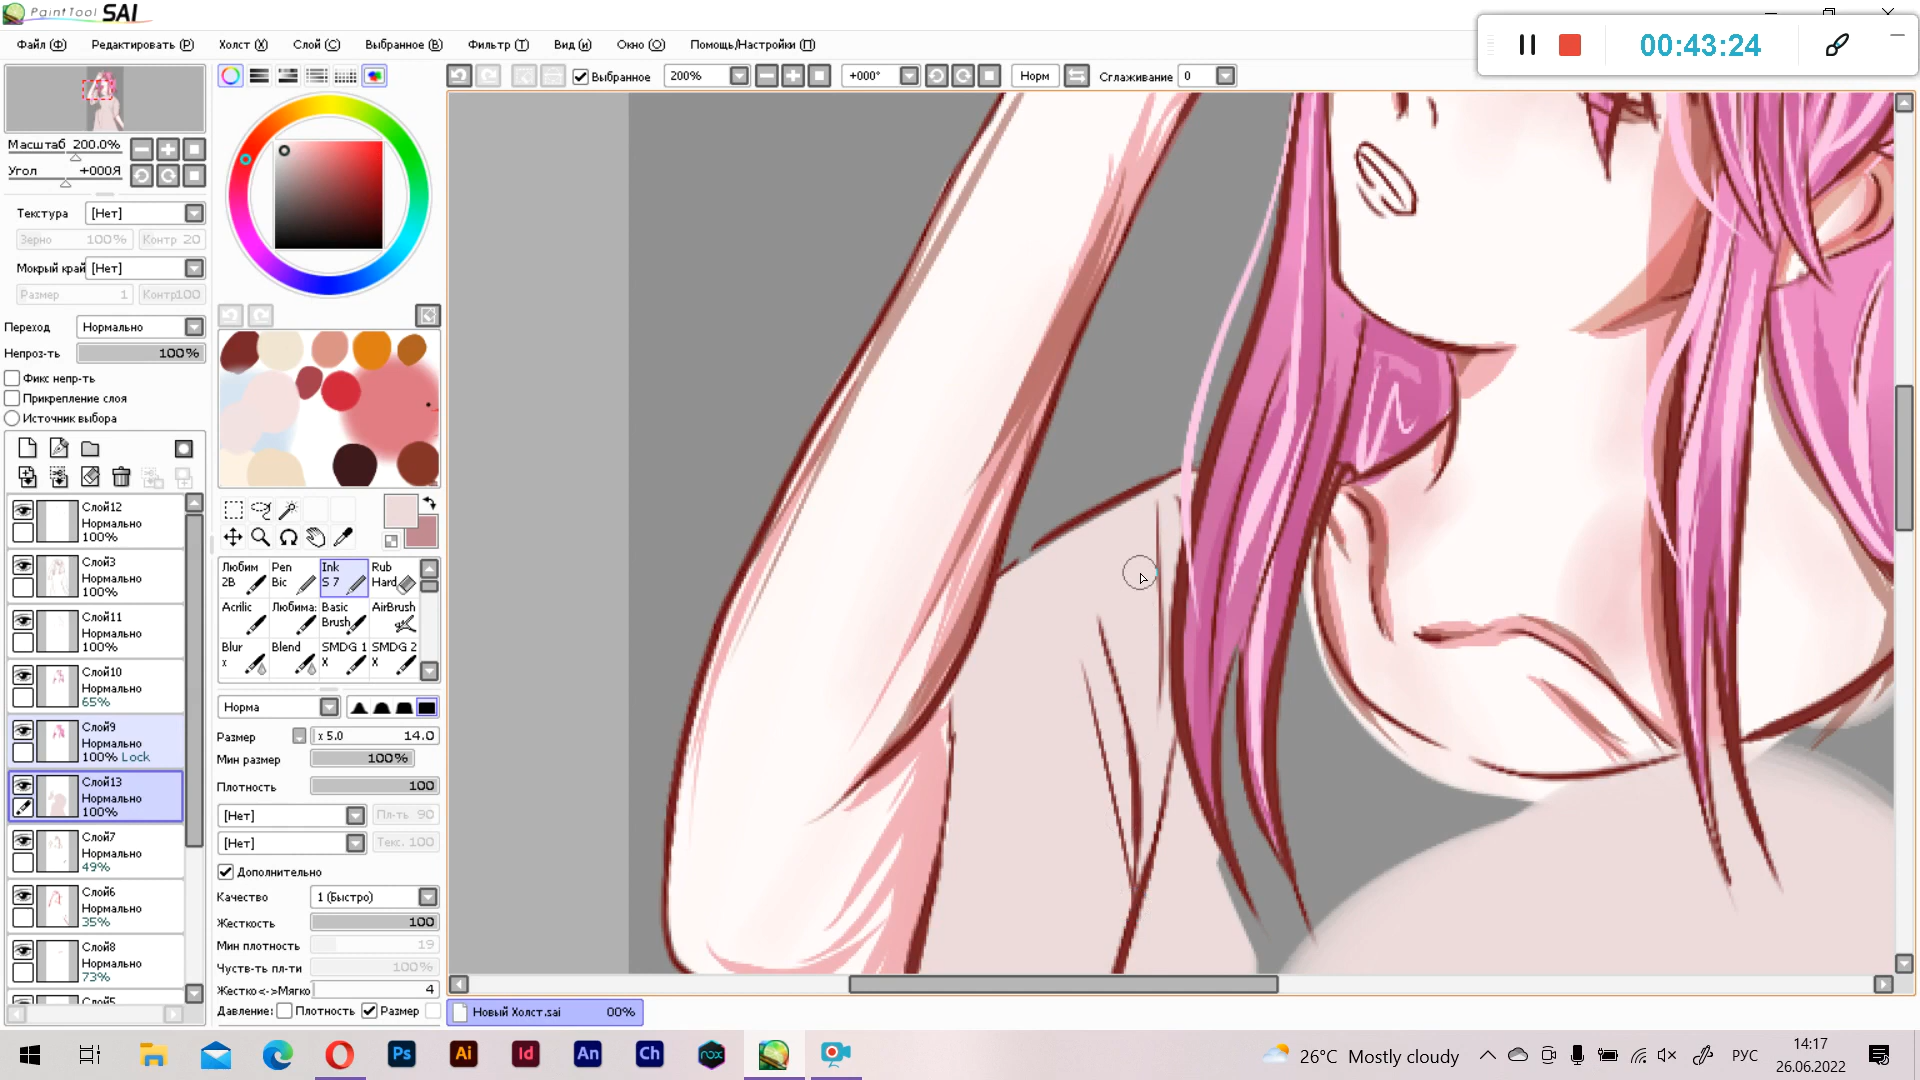 PaintTool SAI
Файл (Ф) Редактировать (Р) Холст (X) Слой (С) Выбранное (В) Фильтр (Т) Вид (и) Окно (О) Помощь/Настройки (П)
00:43:24
Выбранное 200% +000° Норм Сглаживание 0
Масштаб 200.0%
Угол +000Я
Текстура [Нет]
Зерно 100% Контр 20
Мокрый край [Нет]
Размер 1 Контр100
Переход Нормально
Непроз-ть 100%
Фикс непр-ть
Прикрепление слоя
Источник выбора
Слой12
Нормально
100%
Слой3
Нормально
100%
Слой11
Нормально
100%
Слой10
Нормально
65%
Слой9
Нормально
100% Lock
Слой13
Нормально
100%
Слой7
Нормально
49%
Слой6
Нормально
35%
Слой8
Нормально
73%
Слой5
Любим 2B
Pen Bic
Ink S 7
Rub Hard
Acrilic
Любима:
Basic Brush
AirBrush
Blur x
Blend
SMDG 1 X
SMDG 2 X
Норма
Размер x 5.0 14.0
Мин размер 100%
Плотность 100
[Нет] Пл-ть 90
[Нет] Текс. 100
Дополнительно
Качество 1 (Быстро)
Жесткость 100
Мин плотность 19
Чуств-ть пл-ти 100%
Жестко<->Мягко 4
Давление: Плотность Размер
Новый Холст.sai 00%
Ps Ai Id An Ch nox
26°C Mostly cloudy
РУС
14:17
26.06.2022